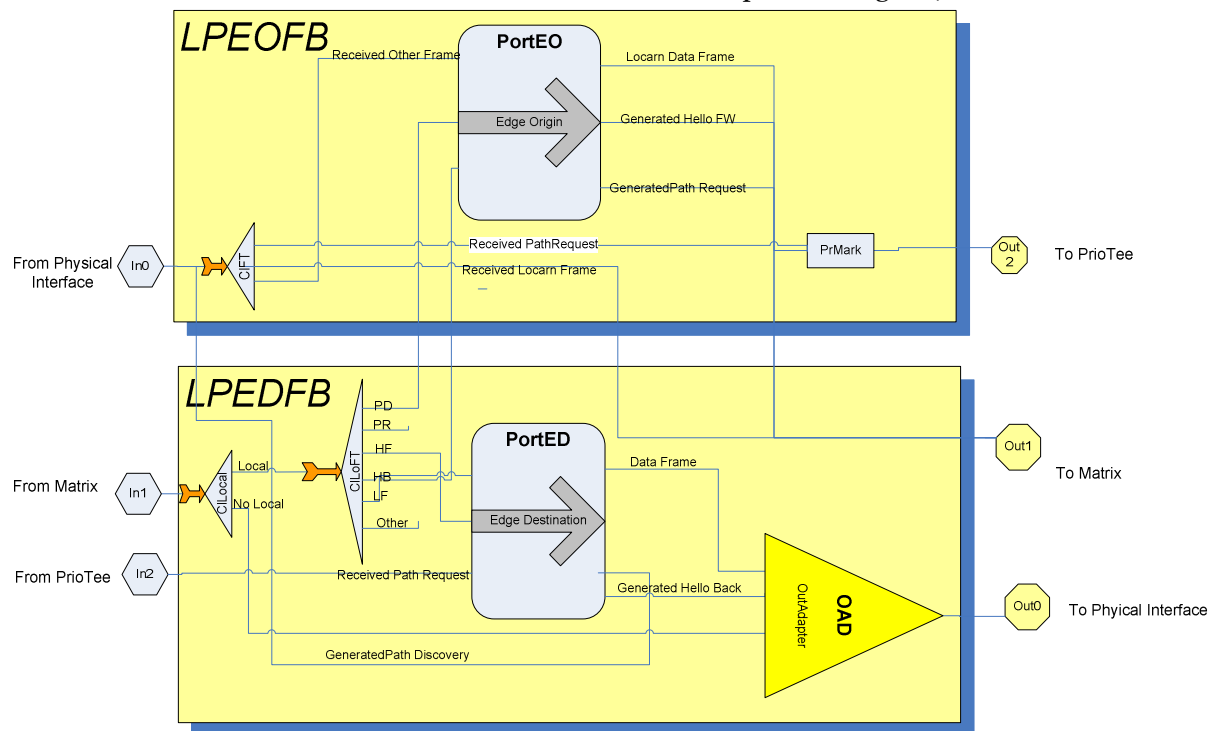 LPEOFB
PortEO
Received Other Frame
Locarn Data Frame
Edge Origin
Generated Hello FW
GeneratedPath Request
From Physical
Interface
In0
ClFT
Received PathRequest
Received Locarn Frame
PrMark
Out
2
To PrioTee
LPEDFB
PD
PR
HF
HB
LF
Other
ClLoFT
PortED
Edge Destination
Data Frame
Out1
To Matrix
From Matrix
In1
ClLocal
Local
No Local
From PrioTee
In2
Received Path Request
Generated Hello Back
GeneratedPath Discovery
OAD
OutAdapter
Out0
To Phyical Interface